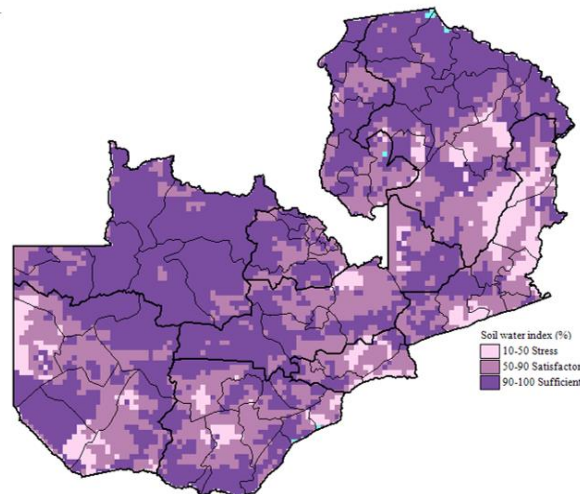 Soil water index (%)
10-50 Stress
50-90 Satisfactor
90-100 Sufficient